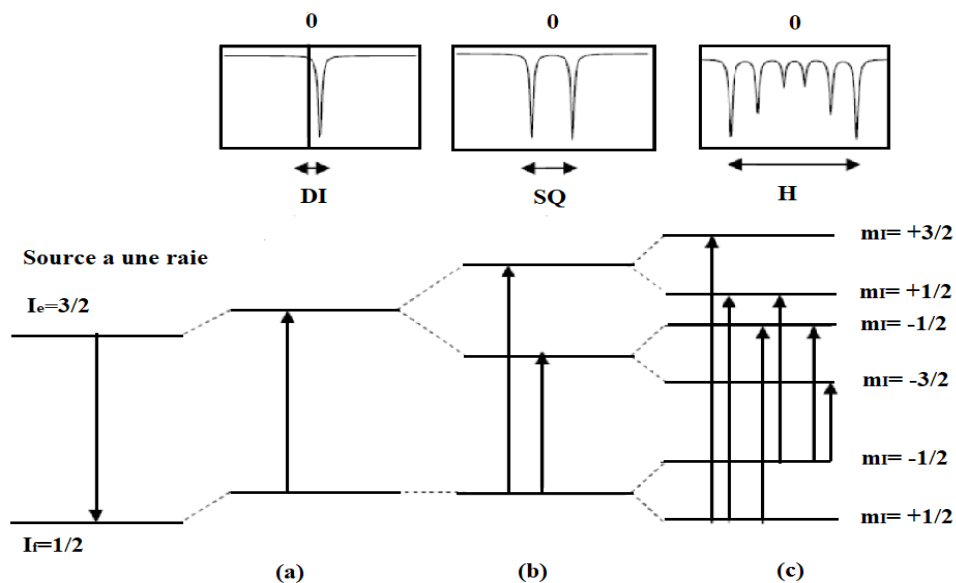 0 0 0
DI SQ H
Source a une raie
Ie=3/2
If=1/2
mI= +3/2
mI= +1/2
mI= -1/2
mI= -3/2
mI= -1/2
mI= +1/2
(a) (b) (c)